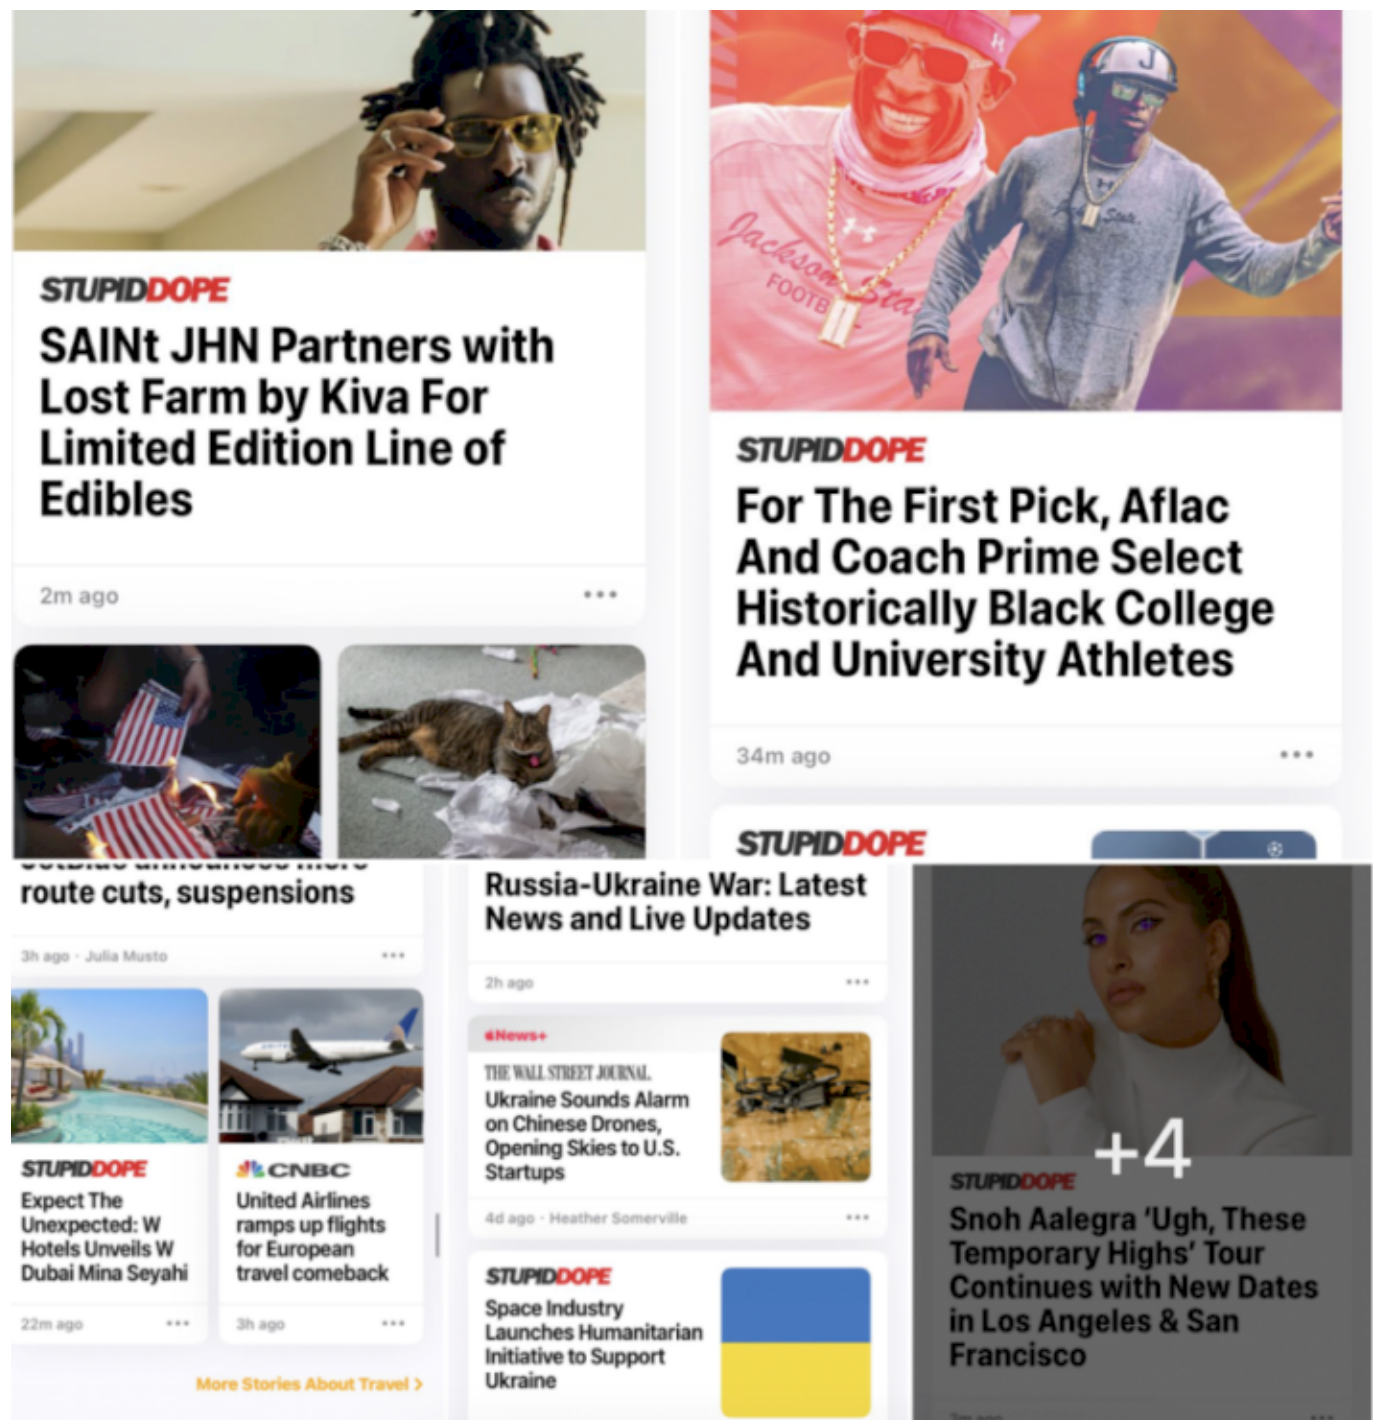 STUPIDDOPE
SAINt JHN Partners with
Lost Farm by Kiva For
Limited Edition Line of
Edibles
2m ago
J
Jackson State
FOOTB
STUPIDDOPE
For The First Pick, Aflac
And Coach Prime Select
Historically Black College
And University Athletes
34m ago
STUPIDDOPE
JetBlue announces more
route cuts, suspensions
3h ago · Julia Musto
STUPIDDOPE
Expect The
Unexpected: W
Hotels Unveils W
Dubai Mina Seyahi
22m ago
CNBC
United Airlines
ramps up flights
for European
travel comeback
3h ago
More Stories About Travel >
Russia-Ukraine War: Latest
News and Live Updates
2h ago
News+
THE WALL STREET JOURNAL.
Ukraine Sounds Alarm
on Chinese Drones,
Opening Skies to U.S.
Startups
4d ago · Heather Somerville
STUPIDDOPE
Space Industry
Launches Humanitarian
Initiative to Support
Ukraine
+4
STUPIDDOPE
Snoh Aalegra ‘Ugh, These
Temporary Highs’ Tour
Continues with New Dates
in Los Angeles & San
Francisco